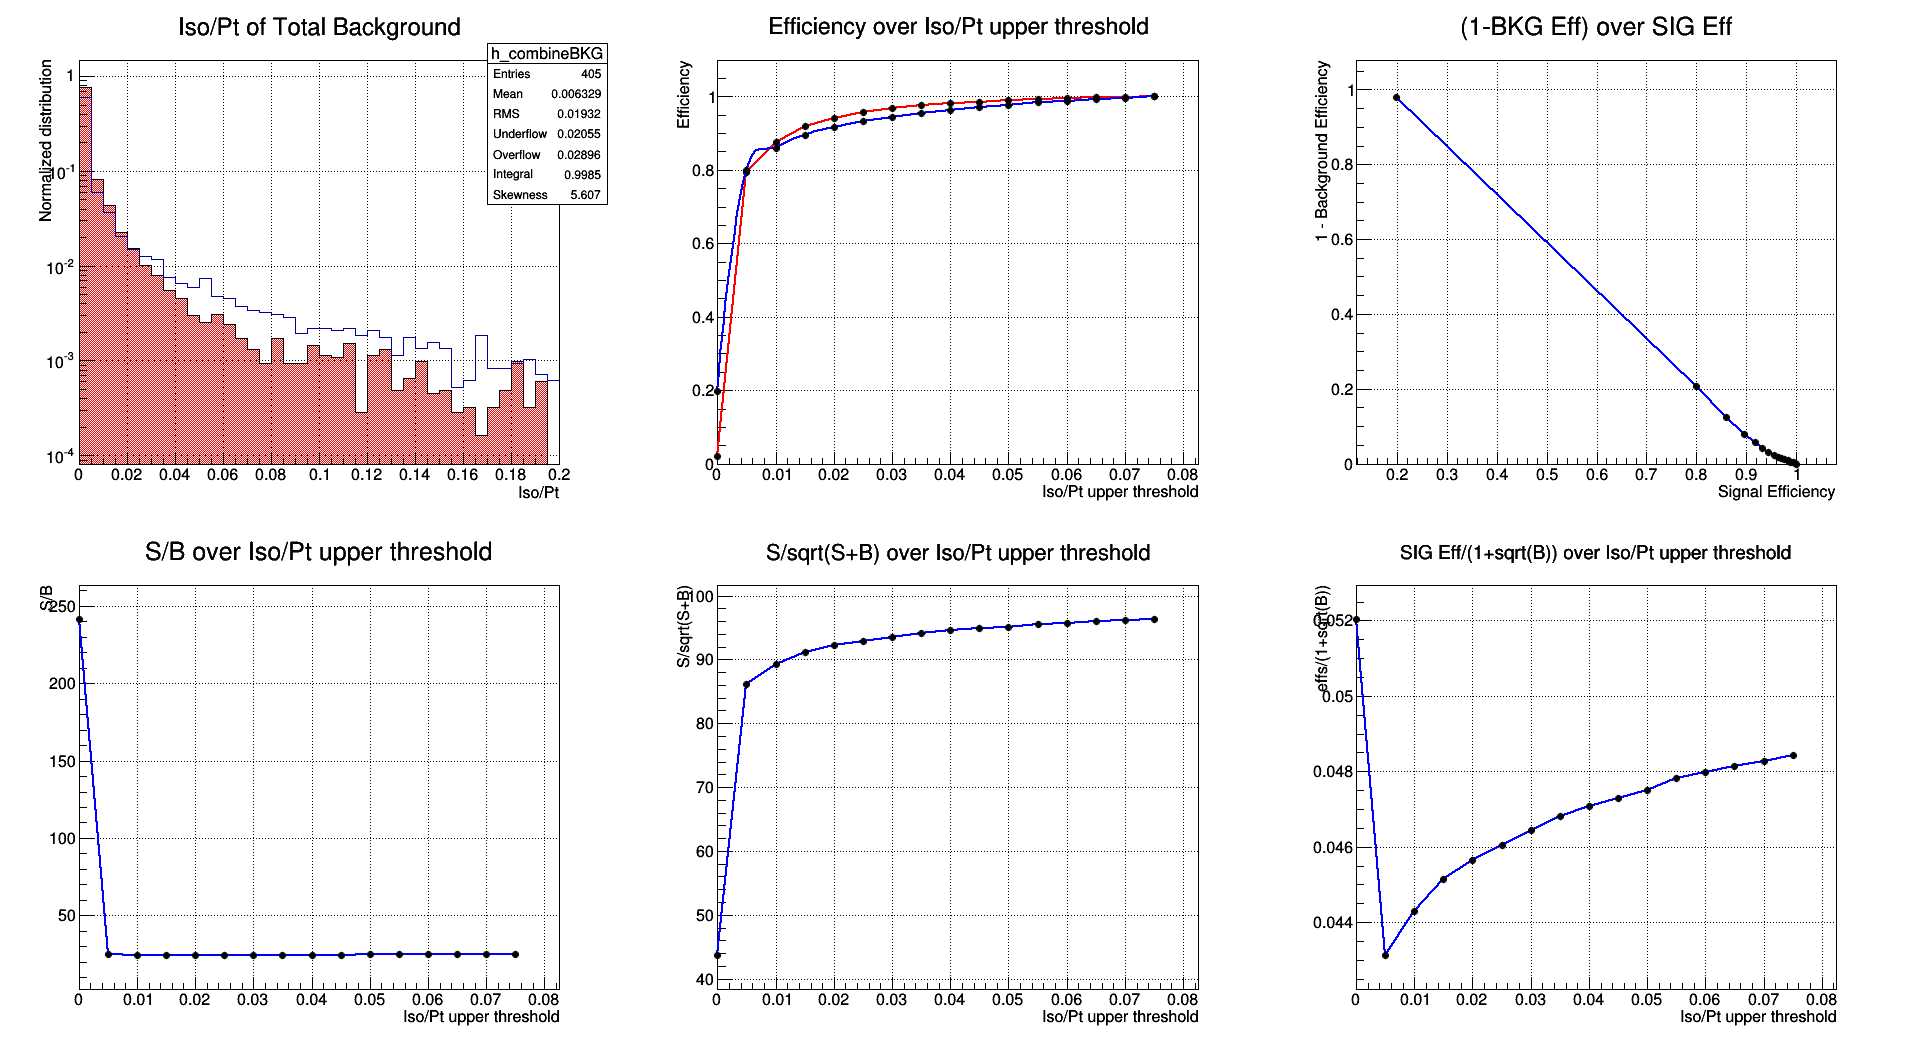 Iso/Pt of Total Background
Normalized distribution
1
10-1
10-2
10-3
10-4
0 0.02 0.04 0.06 0.08 0.1 0.12 0.14 0.16 0.18 0.2
Iso/Pt
h_combineBKG
Entries 405
Mean 0.006329
RMS 0.01932
Underflow 0.02055
Overflow 0.02896
Integral 0.9985
Skewness 5.607
Efficiency over Iso/Pt upper threshold
Efficiency
1
0.8
0.6
0.4
0.2
0
0 0.01 0.02 0.03 0.04 0.05 0.06 0.07 0.08
Iso/Pt upper threshold
(1-BKG Eff) over SIG Eff
1 - Background Efficiency
1
0.8
0.6
0.4
0.2
0
0.2 0.3 0.4 0.5 0.6 0.7 0.8 0.9 1
Signal Efficiency
S/B over Iso/Pt upper threshold
S/B
250
200
150
100
50
0 0.01 0.02 0.03 0.04 0.05 0.06 0.07 0.08
Iso/Pt upper threshold
S/sqrt(S+B) over Iso/Pt upper threshold
S/sqrt(S+B)
100
90
80
70
60
50
40
0 0.01 0.02 0.03 0.04 0.05 0.06 0.07 0.08
Iso/Pt upper threshold
SIG Eff/(1+sqrt(B)) over Iso/Pt upper threshold
effs/(1+sqrt(B))
0.052
0.05
0.048
0.046
0.044
0 0.01 0.02 0.03 0.04 0.05 0.06 0.07 0.08
Iso/Pt upper threshold